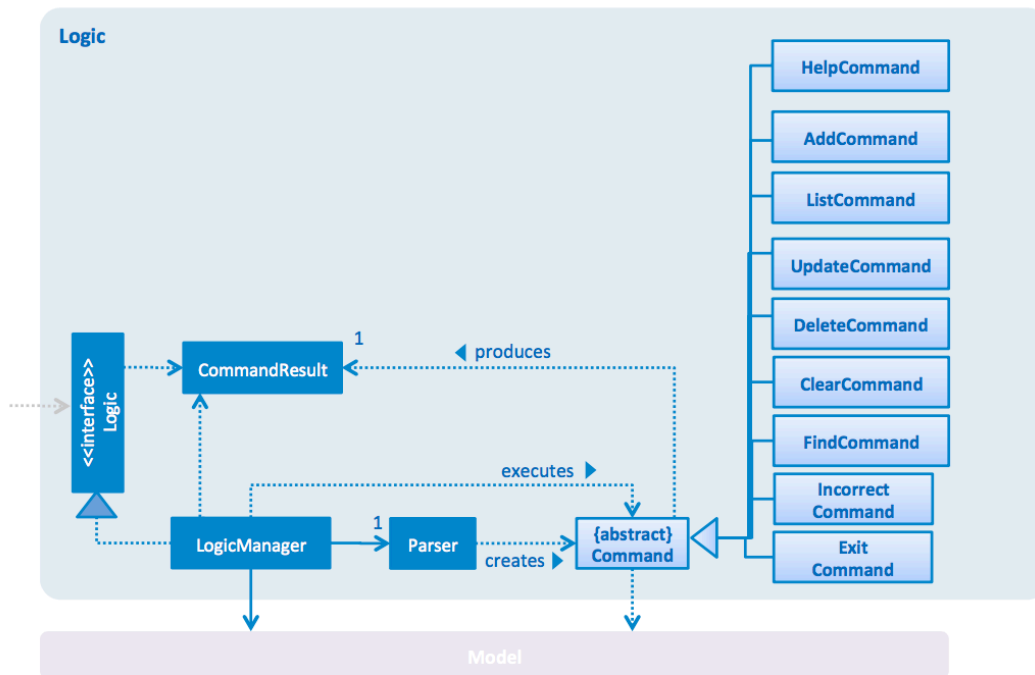 Logic
HelpCommand
AddCommand
ListCommand
UpdateCommand
DeleteCommand
ClearCommand
FindCommand
Incorrect
Command
Exit
Command
<<interface>>
Logic
CommandResult
1
produces
executes
LogicManager
1
Parser
creates
{abstract}
Command
Model